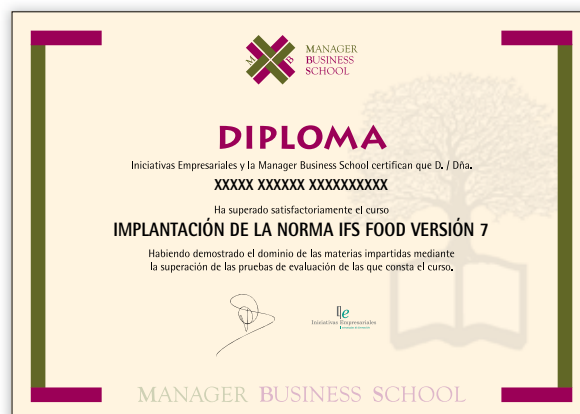 M B
MANAGER
BUSINESS
SCHOOL
DIPLOMA
Iniciativas Empresariales y la Manager Business School certifican que D. / Dña.
XXXXX XXXXXX XXXXXXXXXX
Ha superado satisfactoriamente el curso
IMPLANTACIÓN DE LA NORMA IFS FOOD VERSIÓN 7
Habiendo demostrado el dominio de las materias impartidas mediante
la superación de las pruebas de evaluación de las que consta el curso.
Iniciativas Empresariales
MANAGER BUSINESS SCHOOL